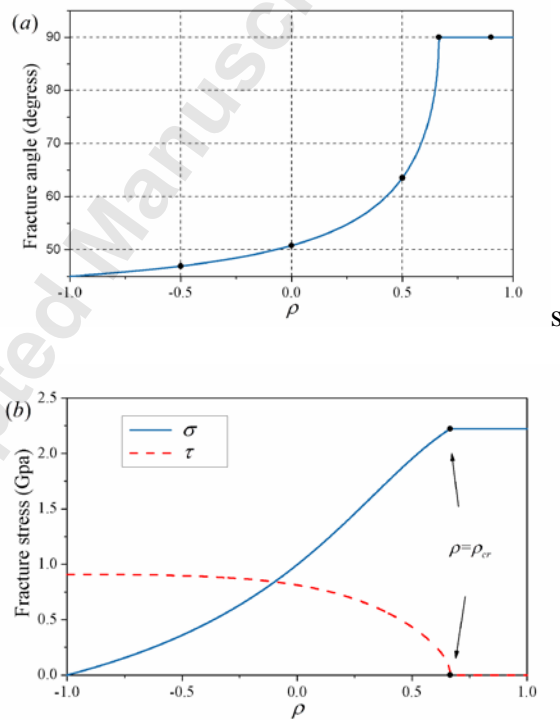 (a)
90
80
70
60
50
Fracture angle (degress)
-1.0 -0.5 0.0 0.5 1.0
ρ
s
pted Manuscrip
(b)
2.5
2.0
1.5
1.0
0.5
0.0
Fracture stress (Gpa)
σ
τ
ρ=ρcr
-1.0 -0.5 0.0 0.5 1.0
ρ